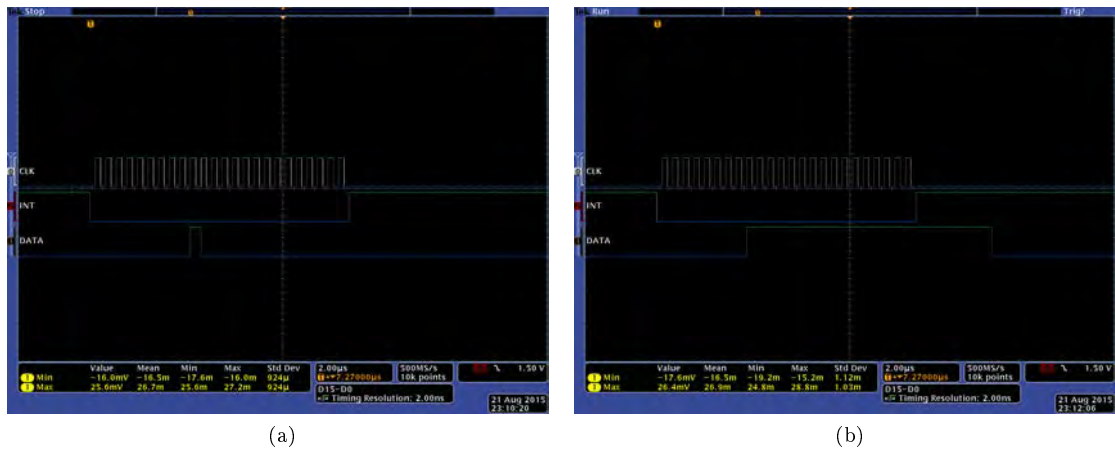 Stop
CLK
INT
DATA
Value Mean Min Max Std Dev
Min −16.0mV −16.5m −17.6m −16.0m 924µ
Max 25.6mV 26.7m 25.6m 27.2m 924µ
2.00µs
7.27000µs
500MS/s
10k points
1.50 V
D15-D0
Timing Resolution: 2.00ns
21 Aug 2015
23:10:20
(a)
Run
Trig?
CLK
INT
DATA
Value Mean Min Max Std Dev
Min −17.6mV −16.5m −19.2m −15.2m 1.12m
Max 26.4mV 26.9m 24.8m 28.8m 1.03m
2.00µs
7.27000µs
500MS/s
10k points
1.50 V
D15-D0
Timing Resolution: 2.00ns
21 Aug 2015
23:12:06
(b)